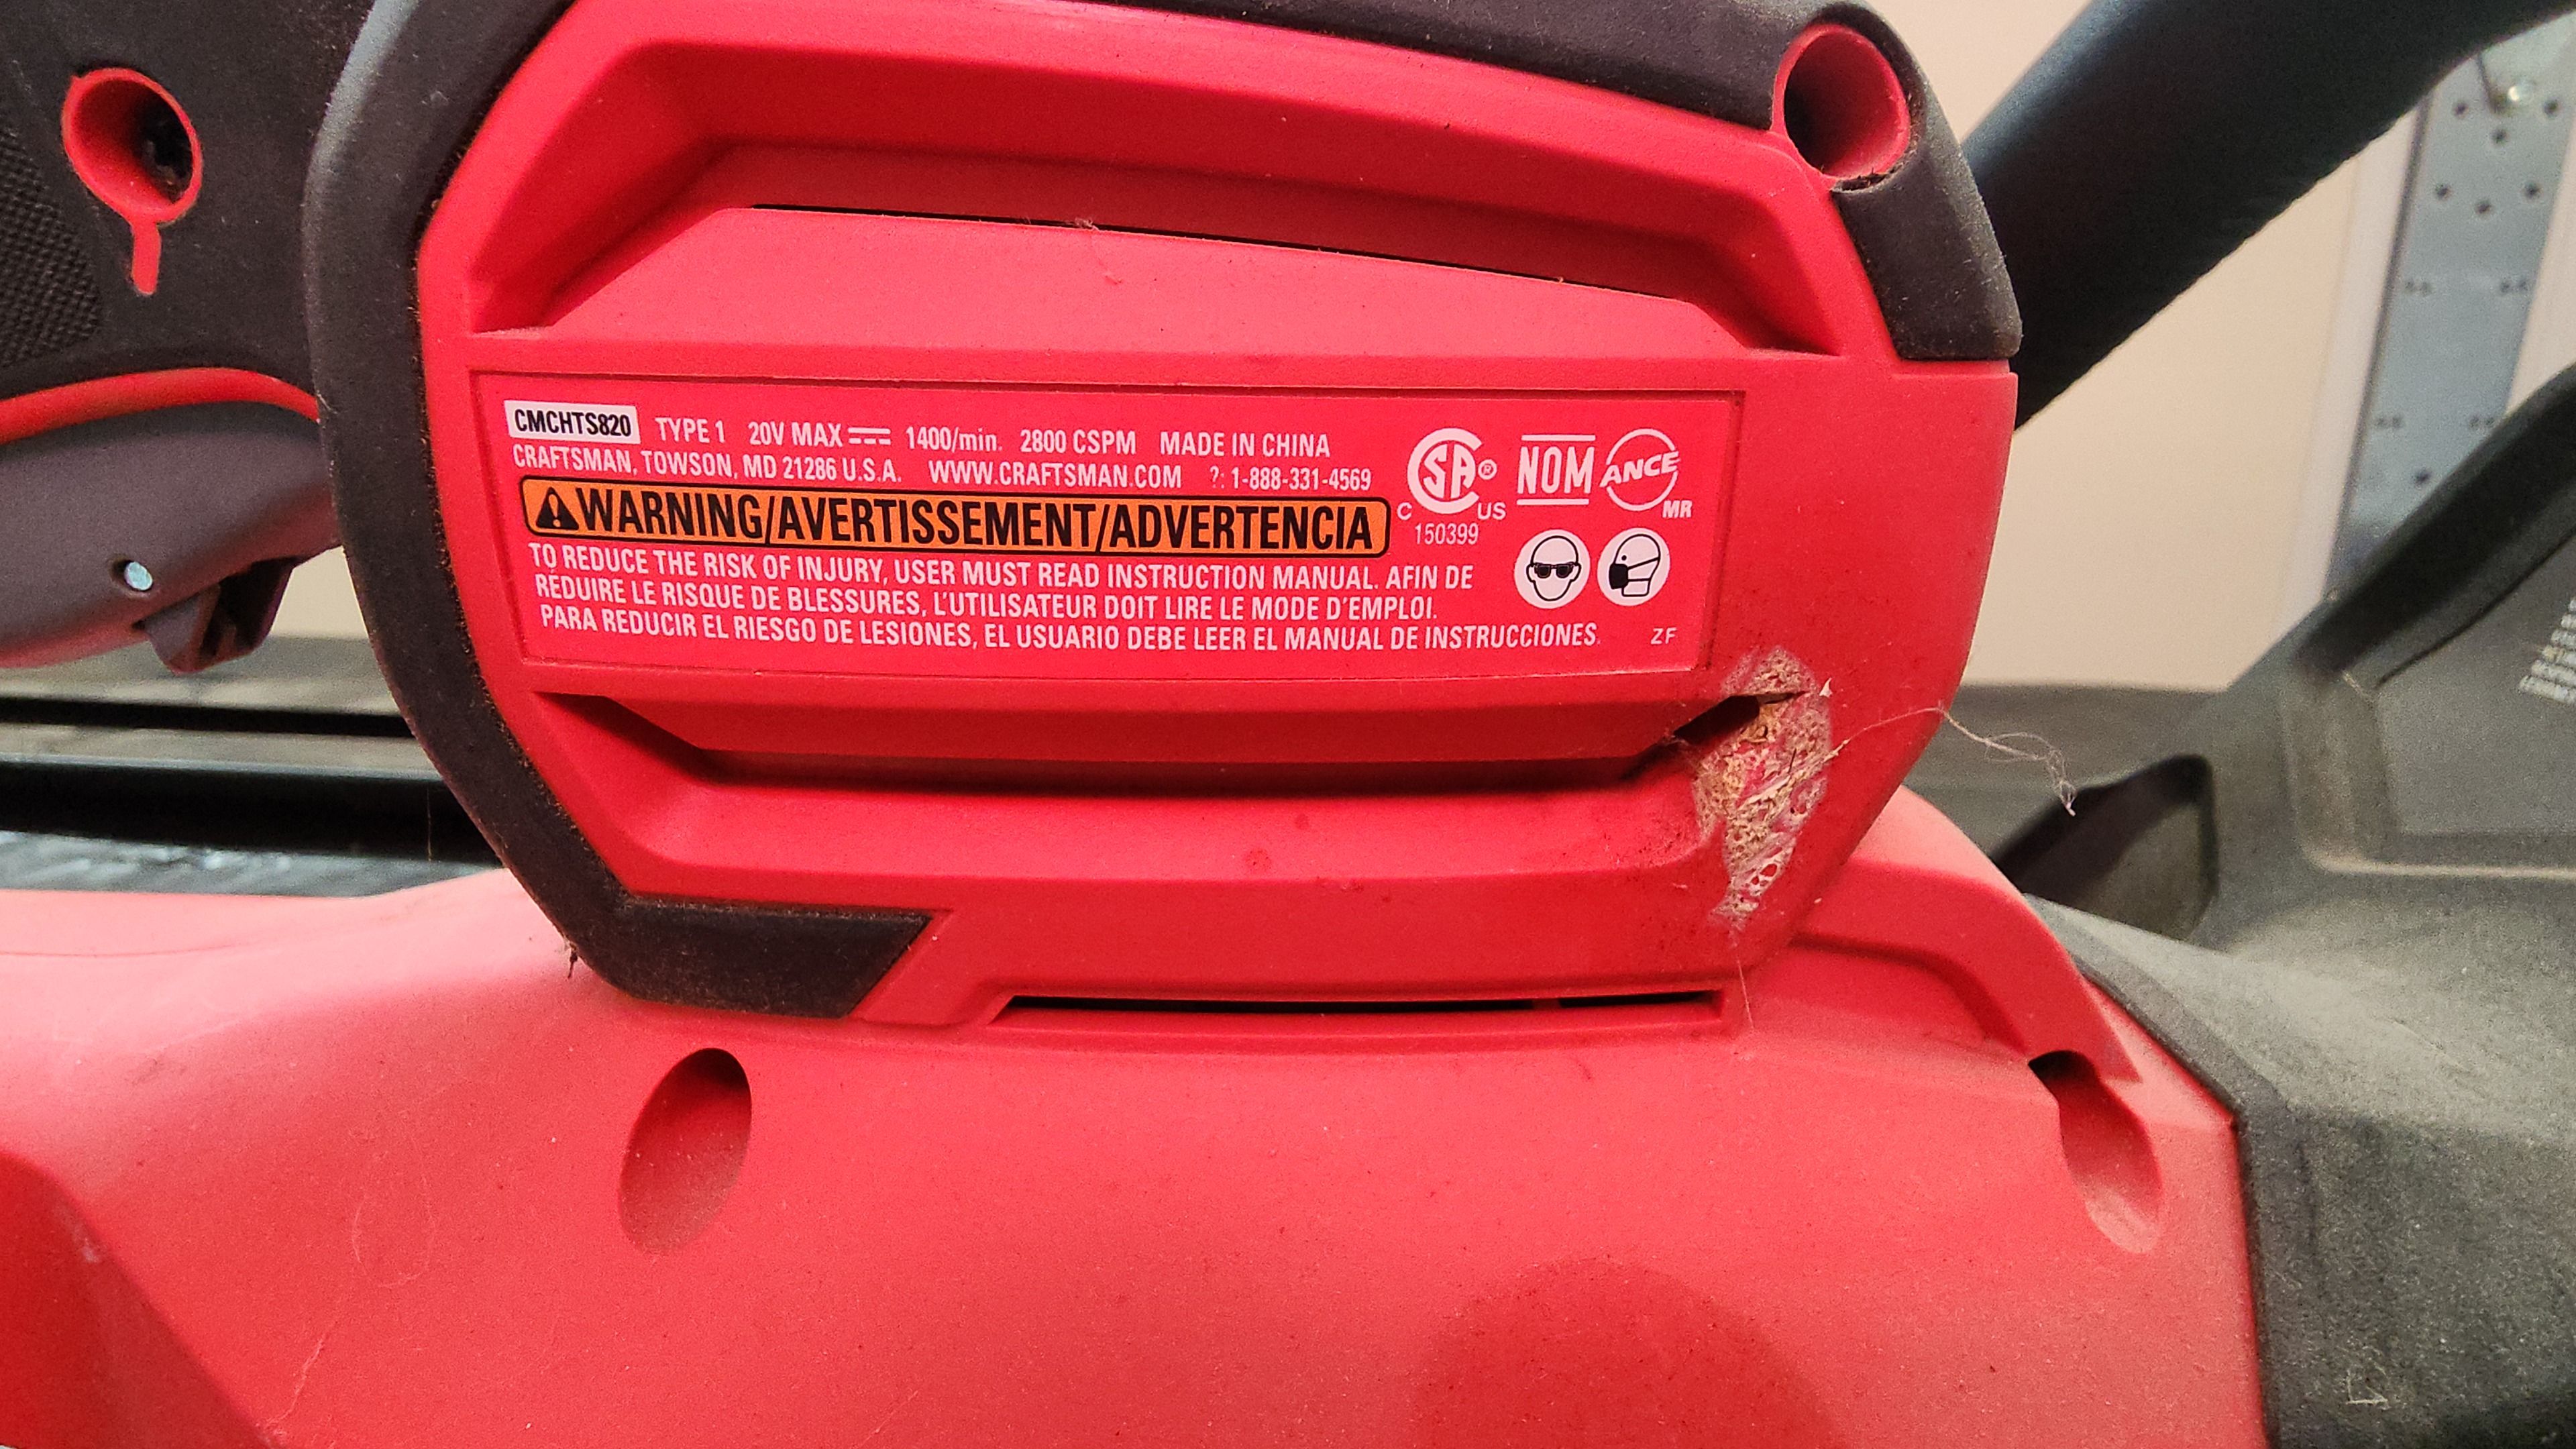 CMCHTS820 TYPE 1 20V MAX 1400/min. 2800 CSPM MADE IN CHINA
CRAFTSMAN, TOWSON, MD 21286 U.S.A. WWW.CRAFTSMAN.COM ?: 1-888-331-4569
WARNING/AVERTISSEMENT/ADVERTENCIA
TO REDUCE THE RISK OF INJURY, USER MUST READ INSTRUCTION MANUAL. AFIN DE
RÉDUIRE LE RISQUE DE BLESSURES, L'UTILISATEUR DOIT LIRE LE MODE D'EMPLOI.
PARA REDUCIR EL RIESGO DE LESIONES, EL USUARIO DEBE LEER EL MANUAL DE INSTRUCCIONES.
CSA®
C US
150399
NOM
ANCE
MR
ZF